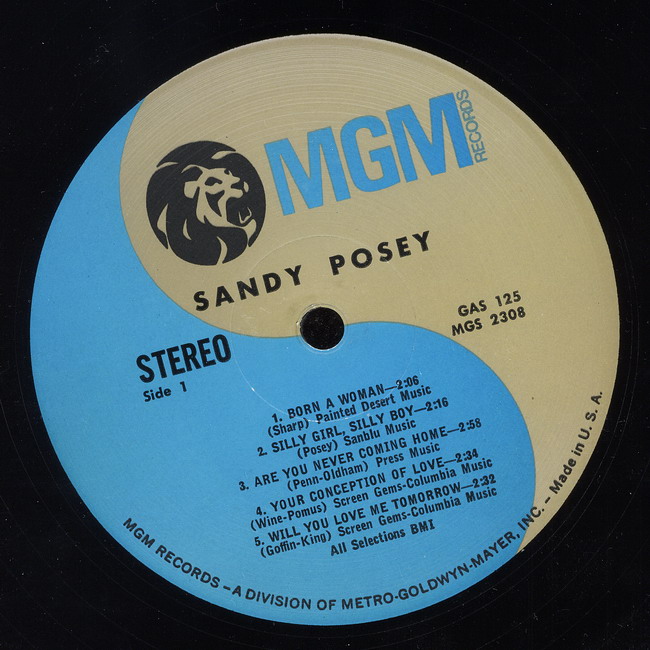 MGM
RECORDS
SANDY POSEY
GAS 125
MGS 2308
STEREO
Side 1
1. BORN A WOMAN—2:06
(Sharp) Painted Desert Music
2. SILLY GIRL, SILLY BOY—2:16
(Posey) Sanblu Music
3. ARE YOU NEVER COMING HOME—2:58
(Penn-Oldham) Press Music
4. YOUR CONCEPTION OF LOVE—2:34
(Wine-Pomus) Screen Gems-Columbia Music
5. WILL YOU LOVE ME TOMORROW—2:32
(Goffin-King) Screen Gems-Columbia Music
All Selections BMI
MGM RECORDS – A DIVISION OF METRO-GOLDWYN-MAYER, INC. – Made in U. S. A.